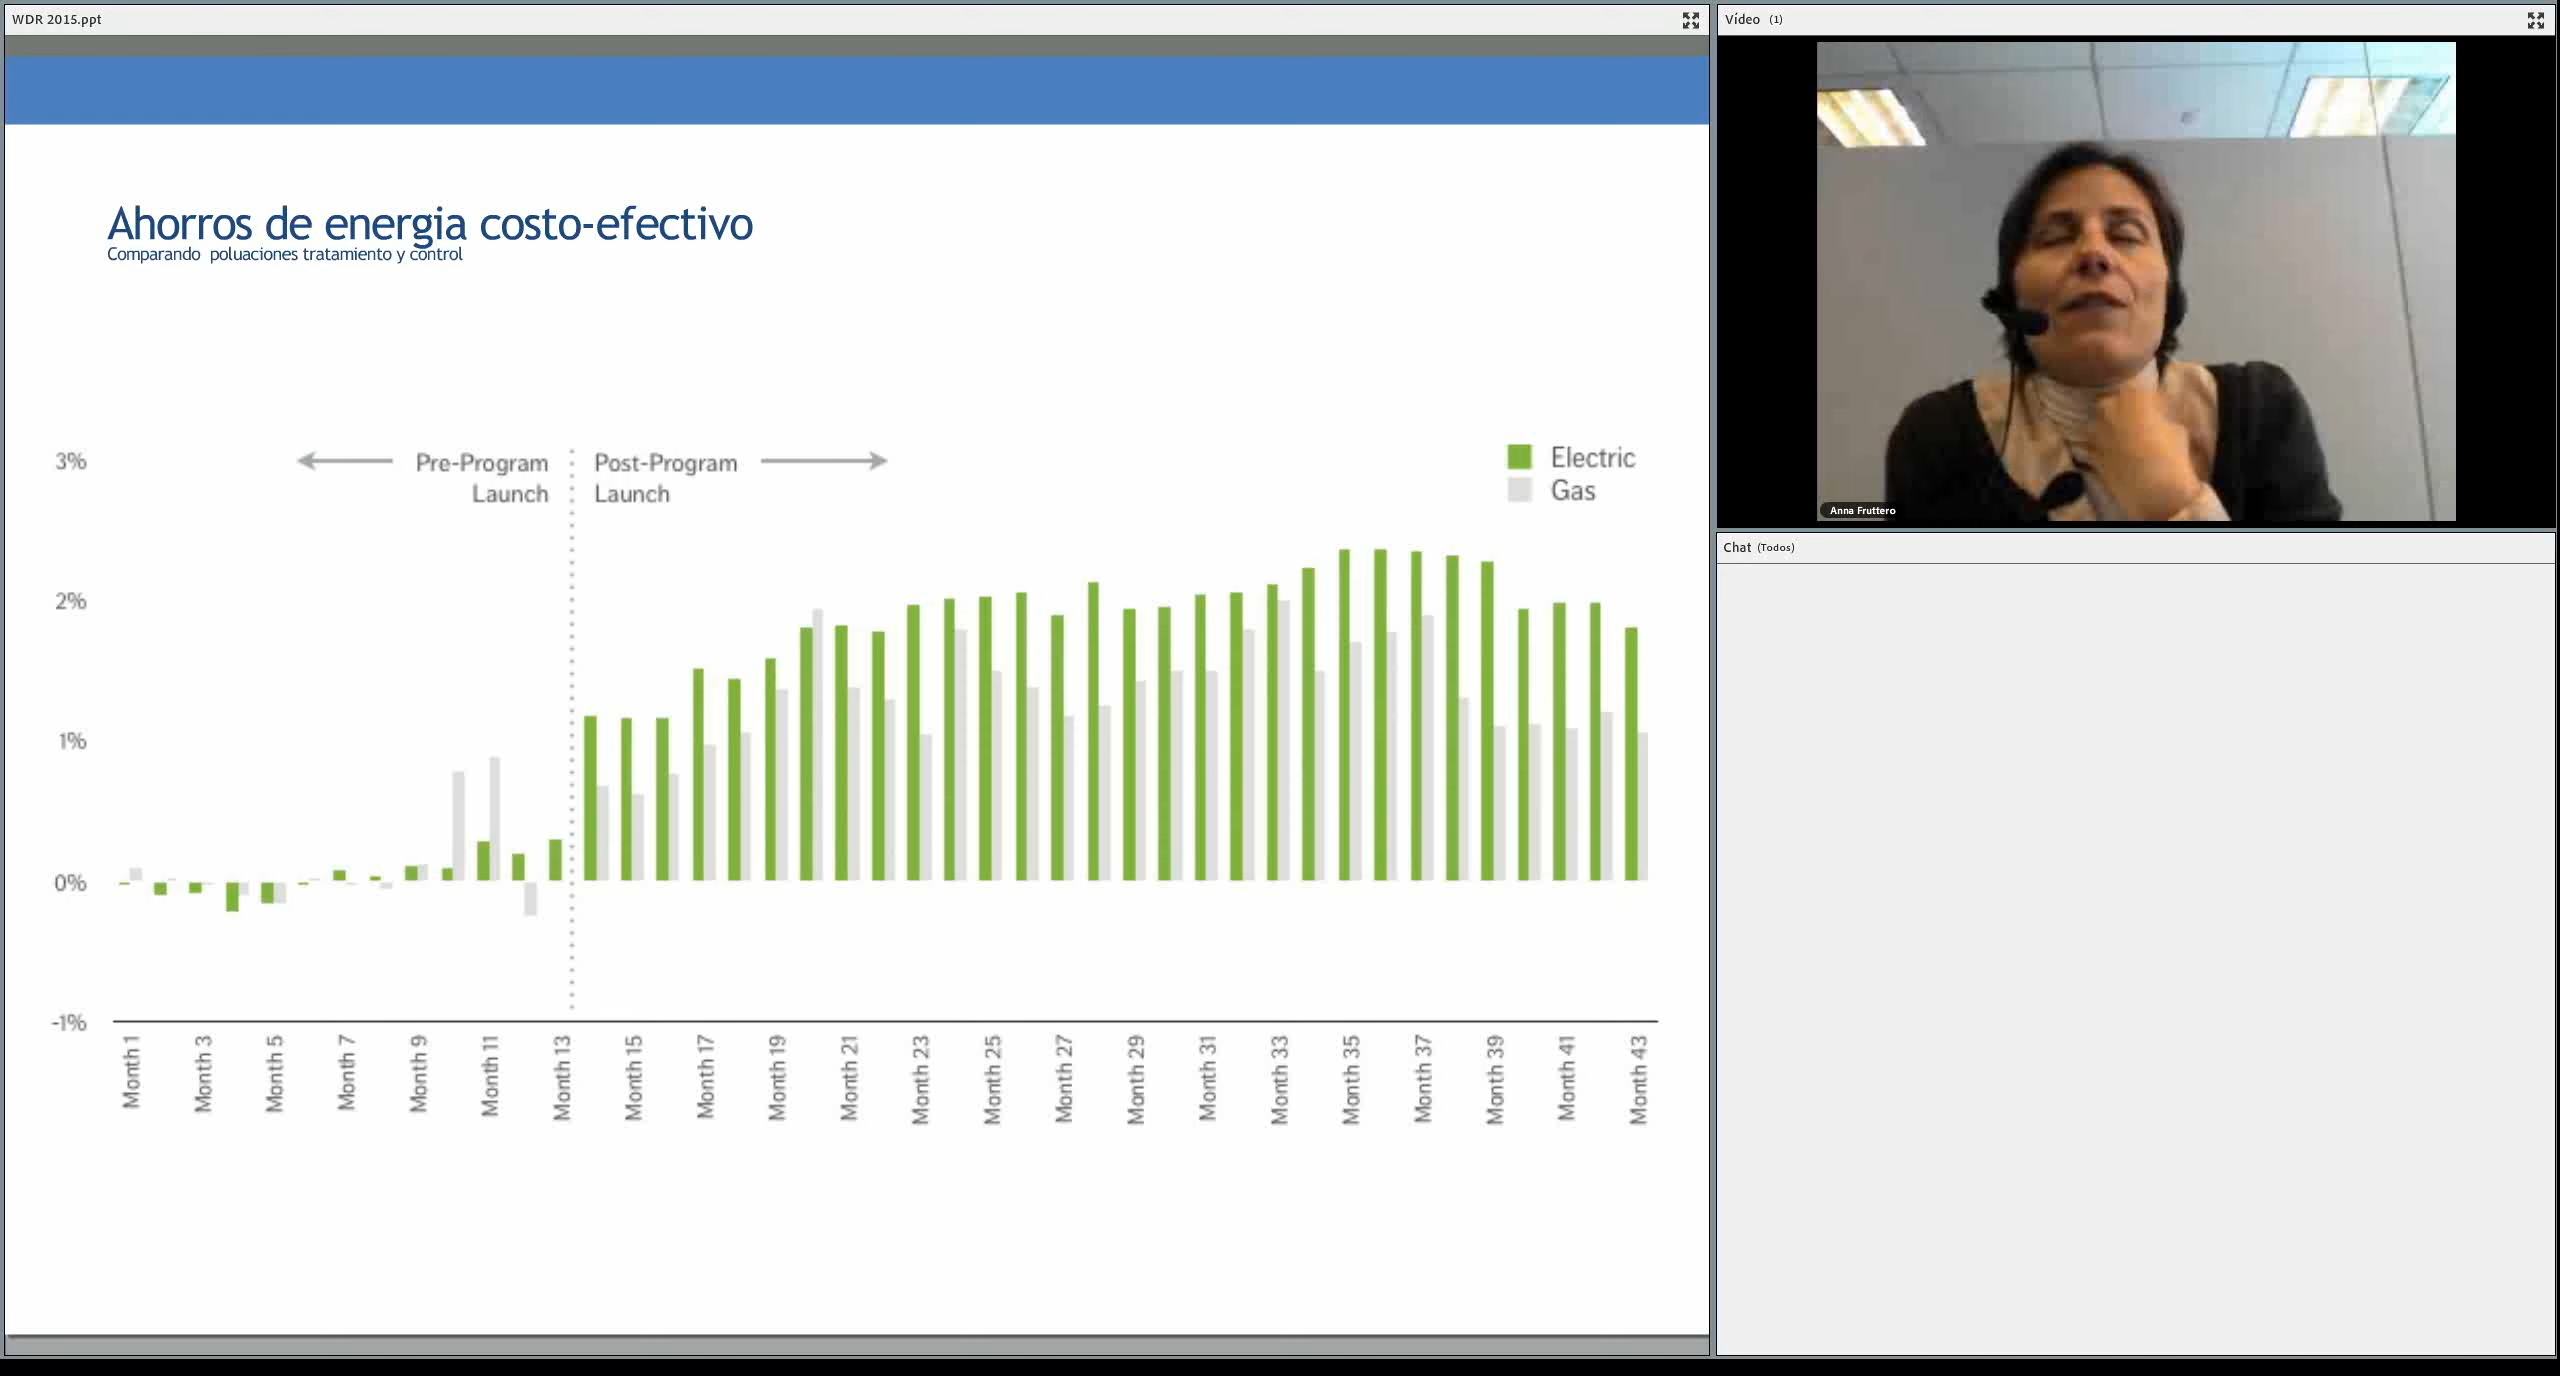 WDR 2015.ppt
Ahorros de energia costo-efectivo
Comparando poluaciones tratamiento y control
3%
2%
1%
0%
-1%
Pre-Program
Launch
Post-Program
Launch
Electric
Gas
Month 1
Month 3
Month 5
Month 7
Month 9
Month 11
Month 13
Month 15
Month 17
Month 19
Month 21
Month 23
Month 25
Month 27
Month 29
Month 31
Month 33
Month 35
Month 37
Month 39
Month 41
Month 43
Vídeo (1)
Anna Fruttero
Chat (Todos)